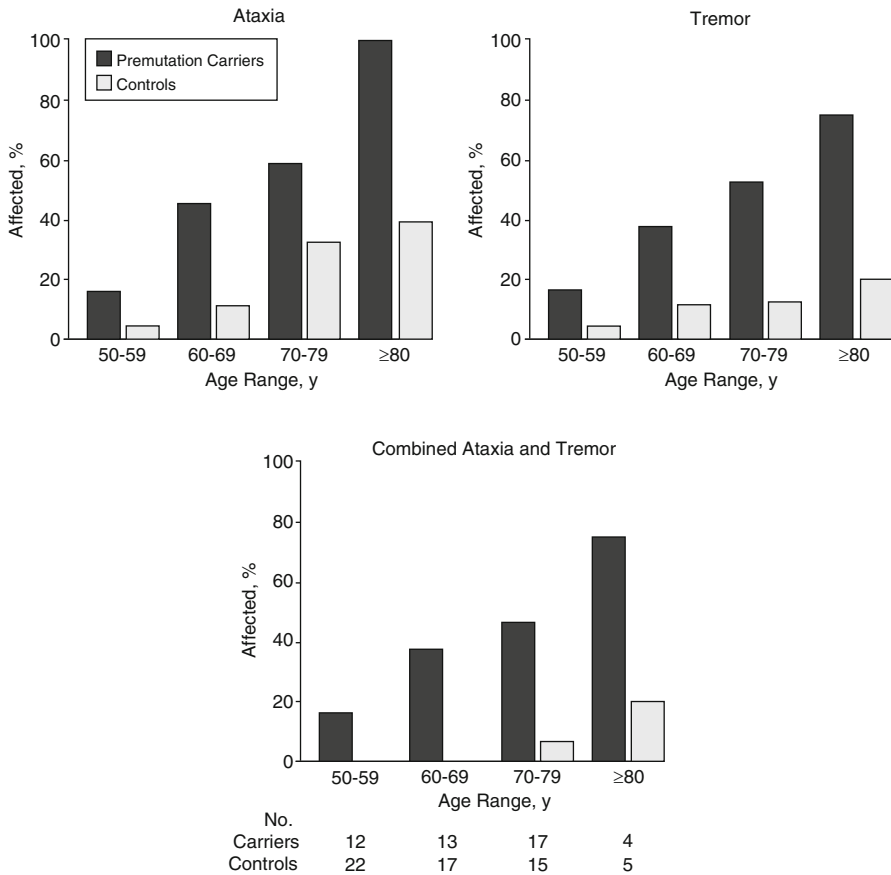 Ataxia
100
80
60
40
20
0
Affected, %
Premutation Carriers
Controls
50-59 60-69 70-79 ≥80
Age Range, y
Tremor
100
80
60
40
20
0
Affected, %
50-59 60-69 70-79 ≥80
Age Range, y
Combined Ataxia and Tremor
100
80
60
40
20
0
Affected, %
50-59 60-69 70-79 ≥80
Age Range, y
No.
Carriers 12 13 17 4
Controls 22 17 15 5